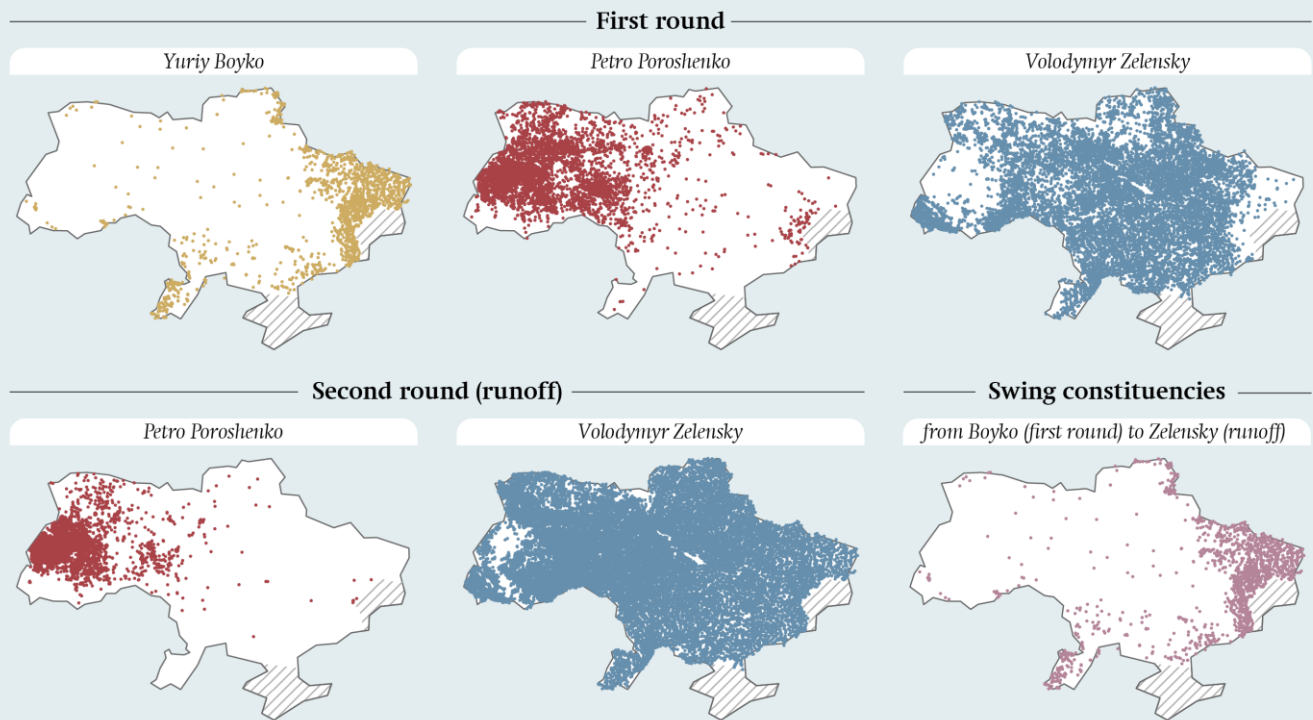 First round
Yuriy Boyko
Petro Poroshenko
Volodymyr Zelensky
Second round (runoff)
Swing constituencies
Petro Poroshenko
Volodymyr Zelensky
from Boyko (first round) to Zelensky (runoff)